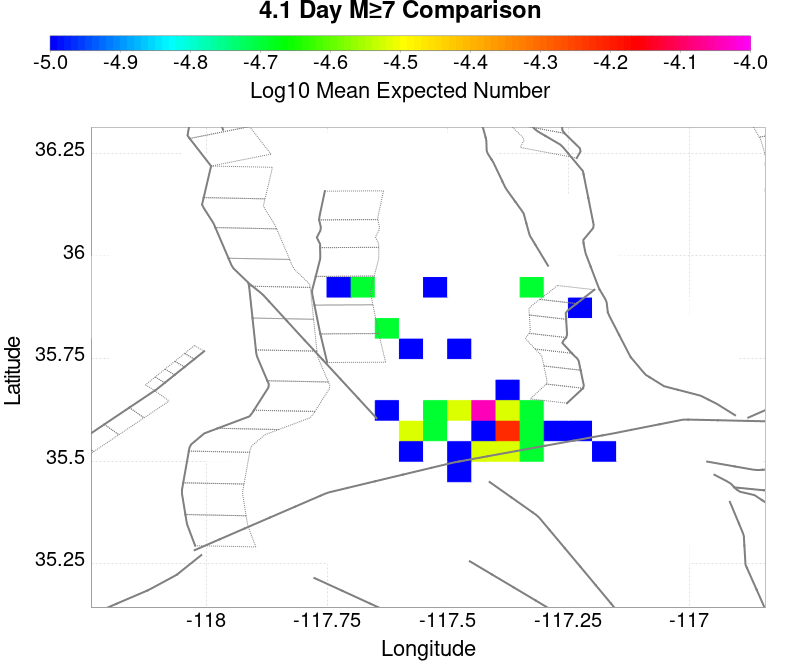 4.1 Day M≥7 Comparison
-5.0 -4.9 -4.8 -4.7 -4.6 -4.5 -4.4 -4.3 -4.2 -4.1 -4.0
Log10 Mean Expected Number
36.25
36
35.75
35.5
35.25
Latitude
-118 -117.75 -117.5 -117.25 -117
Longitude